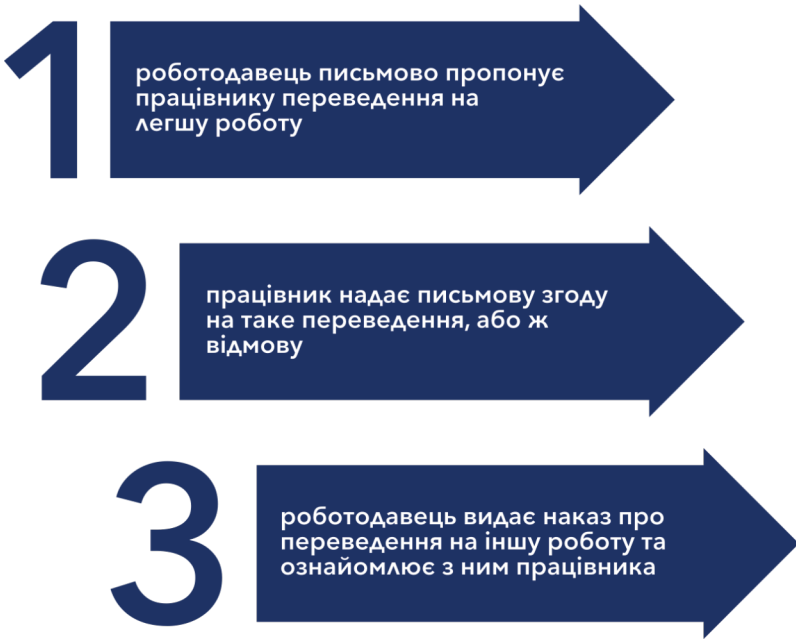 1
роботодавець письмово пропонує
працівнику переведення на
легшу роботу
2
працівник надає письмову згоду
на таке переведення, або ж
відмову
3
роботодавець видає наказ про
переведення на іншу роботу та
ознайомлює з ним працівника